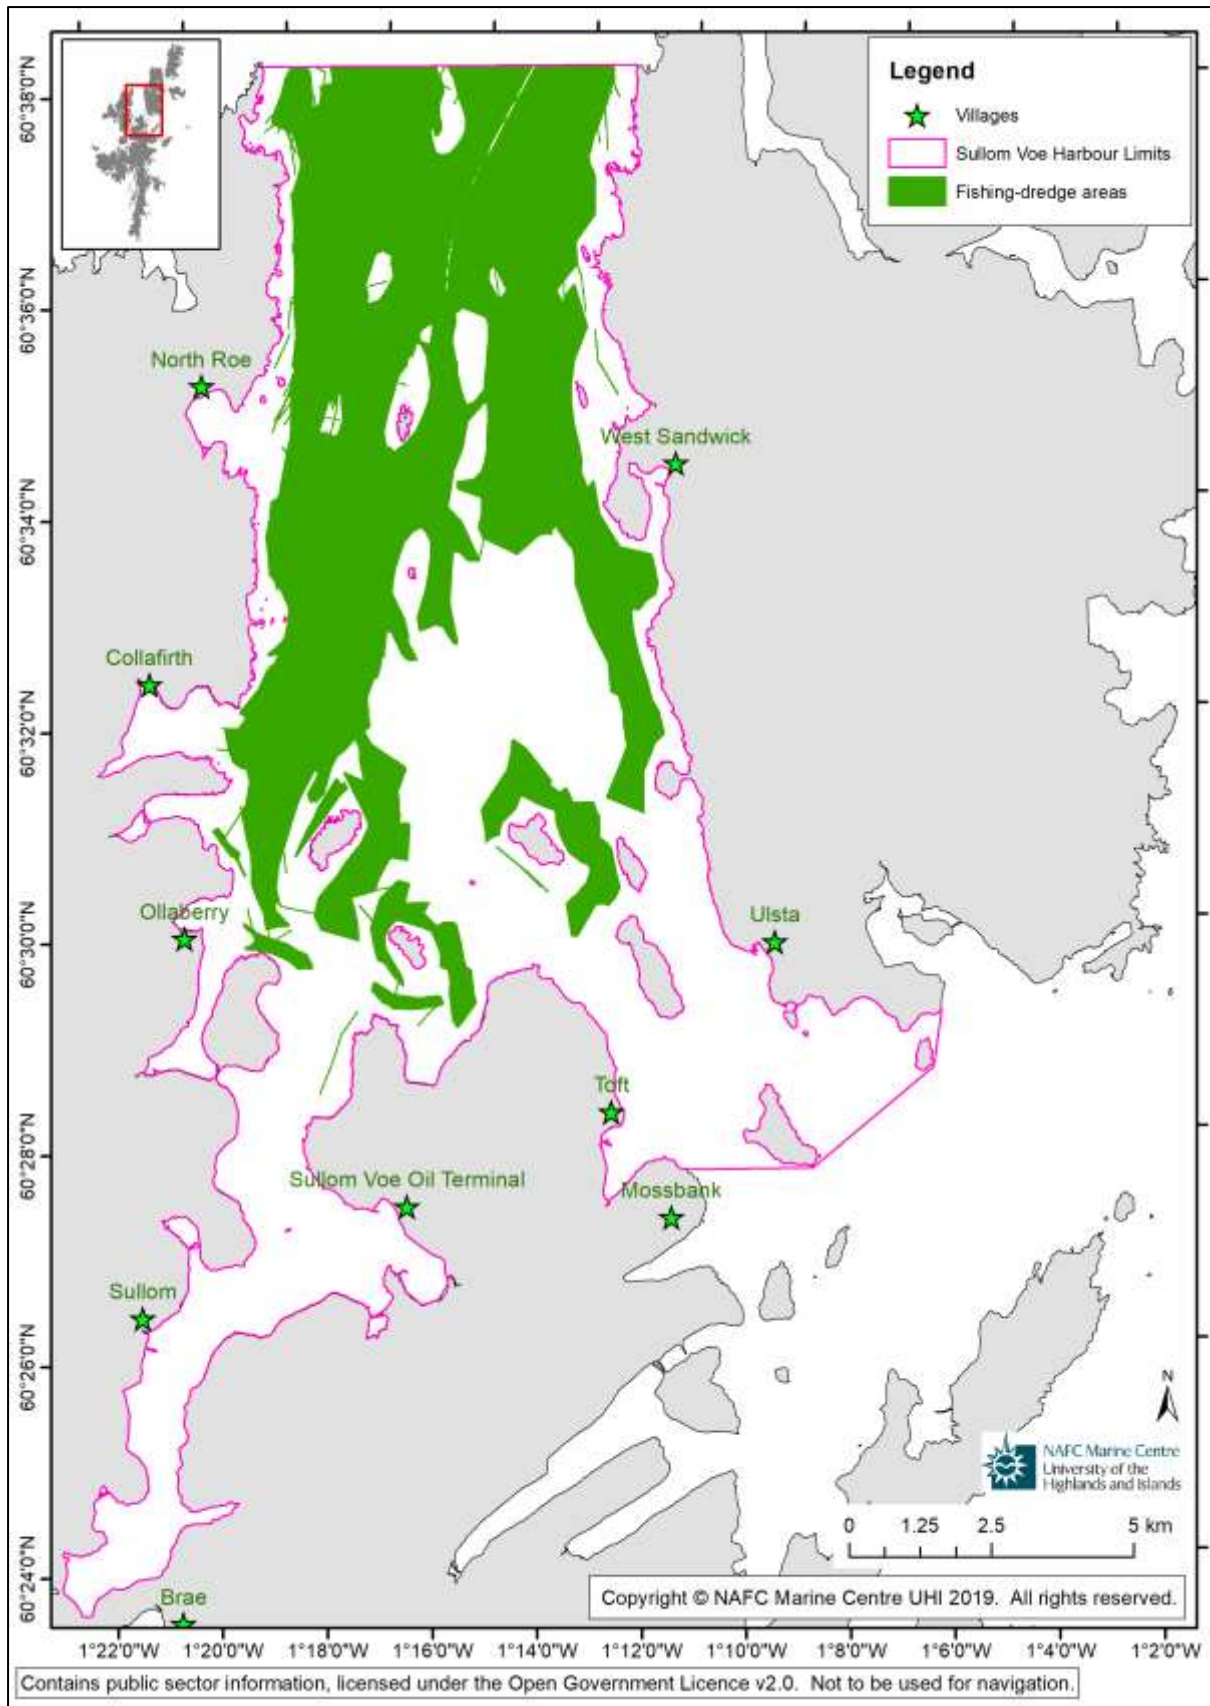 Legend
Villages
Sullom Voe Harbour Limits
Fishing-dredge areas
60°38'0"N
60°36'0"N
North Roe
West Sandwick
60°34'0"N
Collafirth
60°32'0"N
Ollaberry
Ulsta
60°30'0"N
Toft
60°28'0"N
Sullom Voe Oil Terminal
Mossbank
Sullom
60°26'0"N
N
NAFC Marine Centre
University of the
Highlands and Islands
0 1.25 2.5 5 km
60°24'0"N
Brae
Copyright © NAFC Marine Centre UHI 2019. All rights reserved.
1°22'0"W 1°20'0"W 1°18'0"W 1°16'0"W 1°14'0"W 1°12'0"W 1°10'0"W 1°8'0"W 1°6'0"W 1°4'0"W 1°2'0"W
Contains public sector information, licensed under the Open Government Licence v2.0. Not to be used for navigation.